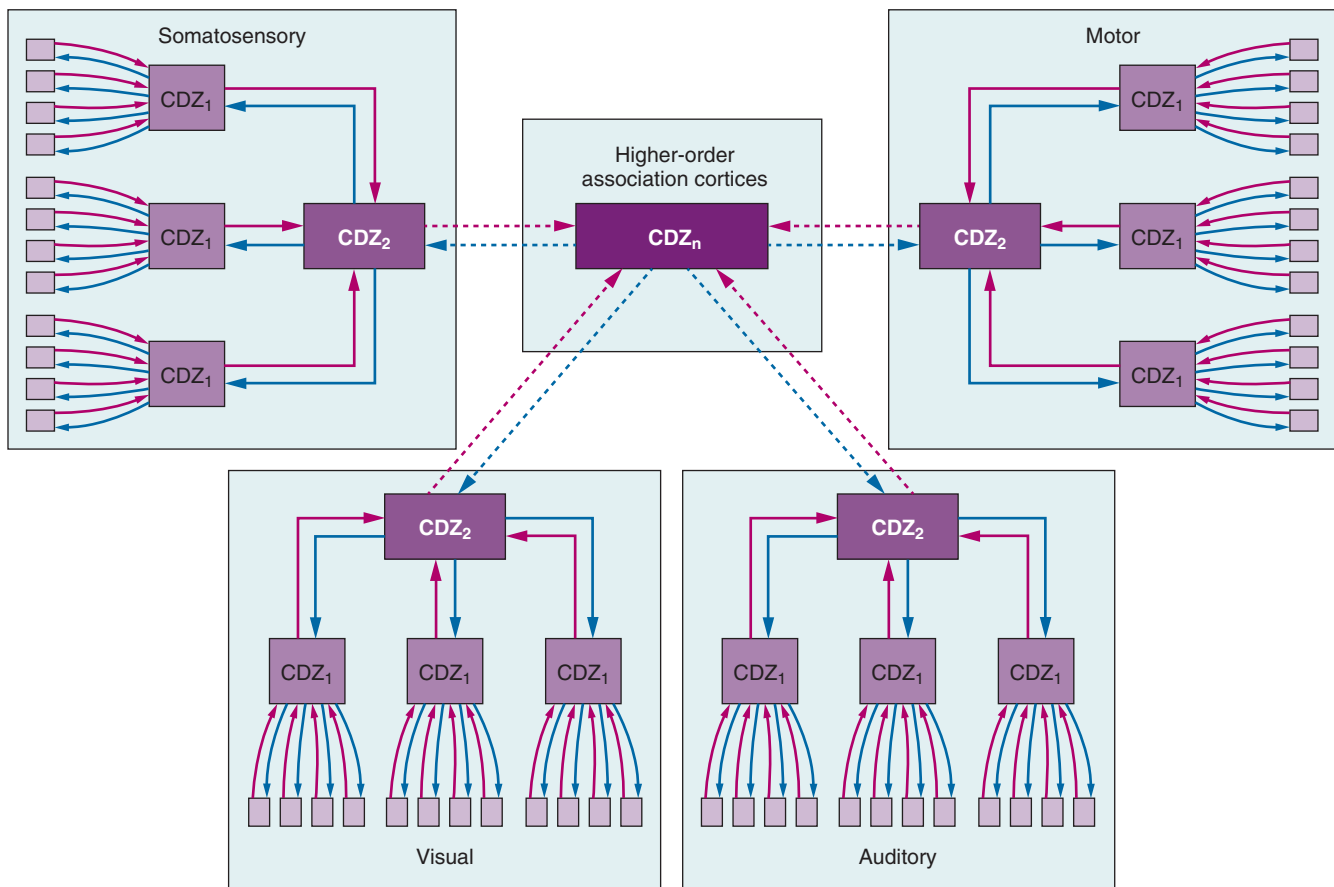 Somatosensory
CDZ₁
CDZ₁
CDZ₁
CDZ₂
Higher-order
association cortices
CDZₙ
Motor
CDZ₁
CDZ₂
CDZ₁
CDZ₁
CDZ₂
CDZ₁
CDZ₁
CDZ₁
Visual
CDZ₂
CDZ₁
CDZ₁
CDZ₁
Auditory